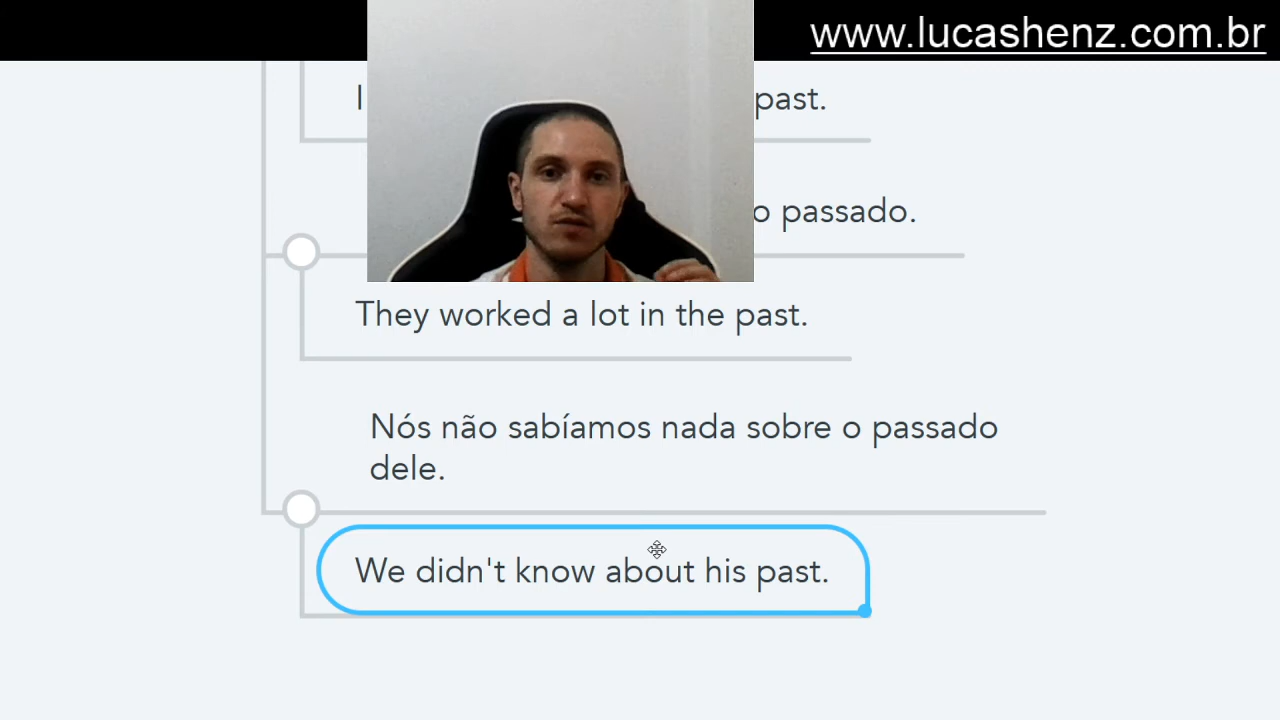 www.lucashenz.com.br
I past.
o passado.
They worked a lot in the past.
Nós não sabíamos nada sobre o passado
dele.
We didn't know about his past.